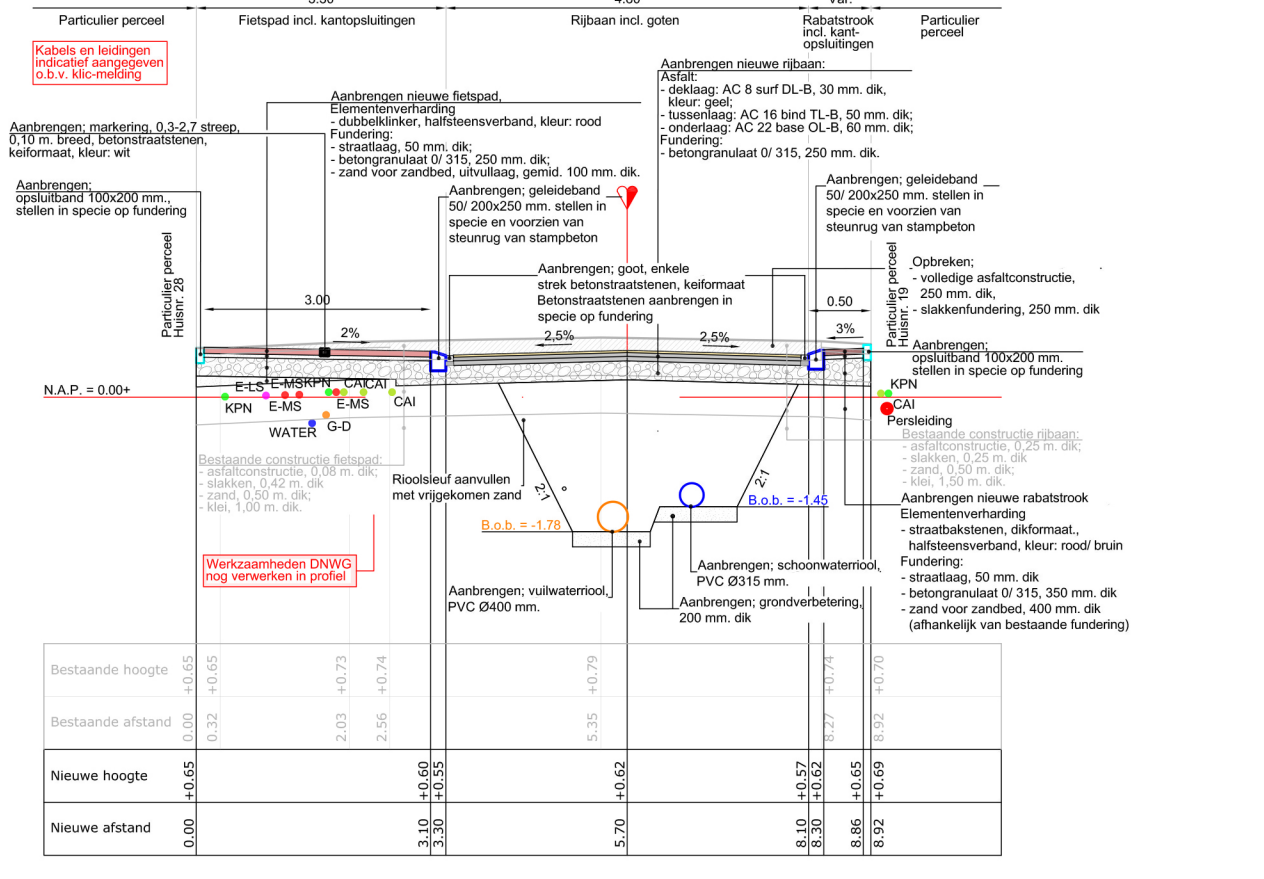 Particulier perceel
Fietspad incl. kantopsluitingen
Rijbaan incl. goten
Rabatstrook
incl. kant-
opsluitingen
Particulier
perceel
Kabels en leidingen
indicatief aangegeven
o.b.v. klic-melding
Aanbrengen nieuwe rijbaan:
Asfalt:
- deklaag: AC 8 surf DL-B, 30 mm. dik,
kleur: geel;
- tussenlaag: AC 16 bind TL-B, 50 mm. dik;
- onderlaag: AC 22 base OL-B, 60 mm. dik;
Fundering:
- betongranulaat 0/ 315, 250 mm. dik.
Aanbrengen nieuwe fietspad,
Elementenverharding
- dubbelklinker, halfsteensverband, kleur: rood
Fundering:
- straatlaag, 50 mm. dik;
- betongranulaat 0/ 315, 250 mm. dik;
- zand voor zandbed, uitvullaag, gemid. 100 mm. dik.
Aanbrengen; markering, 0,3-2,7 streep,
0,10 m. breed, betonstraatstenen,
keiformaat, kleur: wit
Aanbrengen;
opsluitband 100x200 mm.,
stellen in specie op fundering
Aanbrengen; geleideband
50/ 200x250 mm. stellen in
specie en voorzien van
steunrug van stampbeton
Aanbrengen; geleideband
50/ 200x250 mm. stellen in
specie en voorzien van
steunrug van stampbeton
Particulier perceel
Huisnr. 28
Aanbrengen; goot, enkele
strek betonstraatstenen, keiformaat
Betonstraatstenen aanbrengen in
specie op fundering
Particulier perceel
Huisnr. 19
Opbreken;
- volledige asfaltconstructie,
250 mm. dik,
- slakkenfundering, 250 mm. dik
3.00
0.50
2%
2,5%
2,5%
3%
Aanbrengen;
opsluitband 100x200 mm.
stellen in specie op fundering
N.A.P. = 0.00+
E-LS
E-MS
KPN
CAI
CAI
KPN
E-MS
E-MS
CAI
WATER
G-D
KPN
CAI
Persleiding
Bestaande constructie fietspad:
- asfaltconstructie, 0,08 m. dik;
- slakken, 0,42 m. dik
- zand, 0,50 m. dik;
- klei, 1,00 m. dik.
Bestaande constructie rijbaan:
- asfaltconstructie, 0,25 m. dik;
- slakken, 0,25 m. dik
- zand, 0,50 m. dik;
- klei, 1,50 m. dik.
Rioolsleuf aanvullen
met vrijgekomen zand
2:1
2:1
B.o.b. = -1.78
B.o.b. = -1.45
Aanbrengen nieuwe rabatstrook
Elementenverharding
- straatbakstenen, dikformaat.,
halfsteensverband, kleur: rood/ bruin
Fundering:
- straatlaag, 50 mm. dik
- betongranulaat 0/ 315, 350 mm. dik
- zand voor zandbed, 400 mm. dik
(afhankelijk van bestaande fundering)
Werkzaamheden DNWG
nog verwerken in profiel
Aanbrengen; vuilwaterriool,
PVC Ø400 mm.
Aanbrengen; schoonwaterriool,
PVC Ø315 mm.
Aanbrengen; grondverbetering,
200 mm. dik
Bestaande hoogte
+0.65
+0.65
+0.73
+0.74
+0.79
+0.74
+0.70
Bestaande afstand
0.00
0.32
2.03
2.56
5.35
8.27
8.92
Nieuwe hoogte
+0.65
+0.60
+0.55
+0.62
+0.57
+0.62
+0.65
+0.69
Nieuwe afstand
0.00
3.10
3.30
5.70
8.10
8.30
8.86
8.92